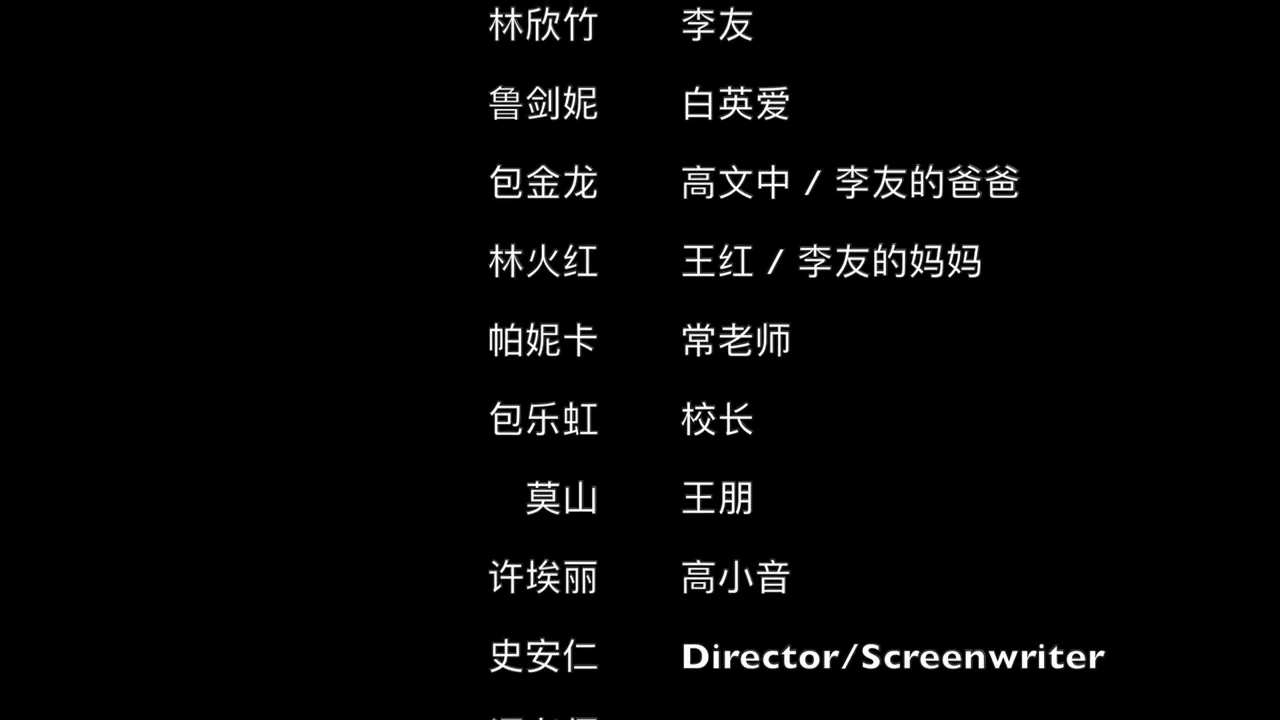 林欣竹 李友
鲁剑妮 白英爱
包金龙 高文中 / 李友的爸爸
林火红 王红 / 李友的妈妈
帕妮卡 常老师
包乐虹 校长
莫山 王朋
许埃丽 高小音
史安仁 Director/Screenwriter